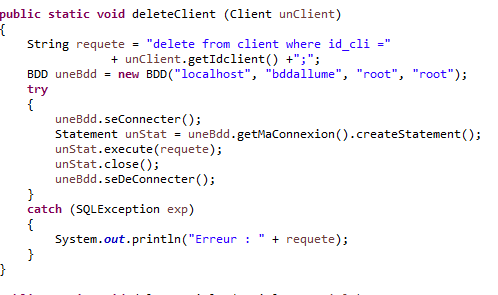 public static void deleteClient (Client unClient)
{
    String requete = "delete from client where id_cli ="
            + unClient.getIdclient() +";";
    BDD uneBdd = new BDD("localhost", "bddallume", "root", "root");
    try
    {
        uneBdd.seConnecter();
        Statement unStat = uneBdd.getMaConnexion().createStatement();
        unStat.execute(requete);
        unStat.close();
        uneBdd.seDeConnecter();
    }
    catch (SQLException exp)
    {
        System.out.println("Erreur : " + requete);
    }
}